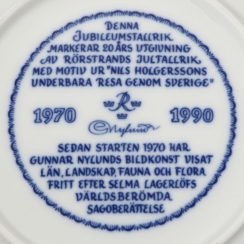 DENNA
JUBILEUMSTALLRIK
MARKERAR 20 ÅRS UTGIVNING
AV RÖRSTRANDS JULTALLRIK,
MED MOTIV UR "NILS HOLGERSSONS
UNDERBARA RESA GENOM SVERIGE"
1970 R 1990
CNylund
SEDAN STARTEN 1970 HAR
GUNNAR NYLUNDS BILDKONST VISAT
LÄN, LANDSKAP, FAUNA OCH FLORA
FRITT EFTER SELMA LAGERLÖFS
VÄRLDSBERÖMDA
SAGOBERÄTTELSE